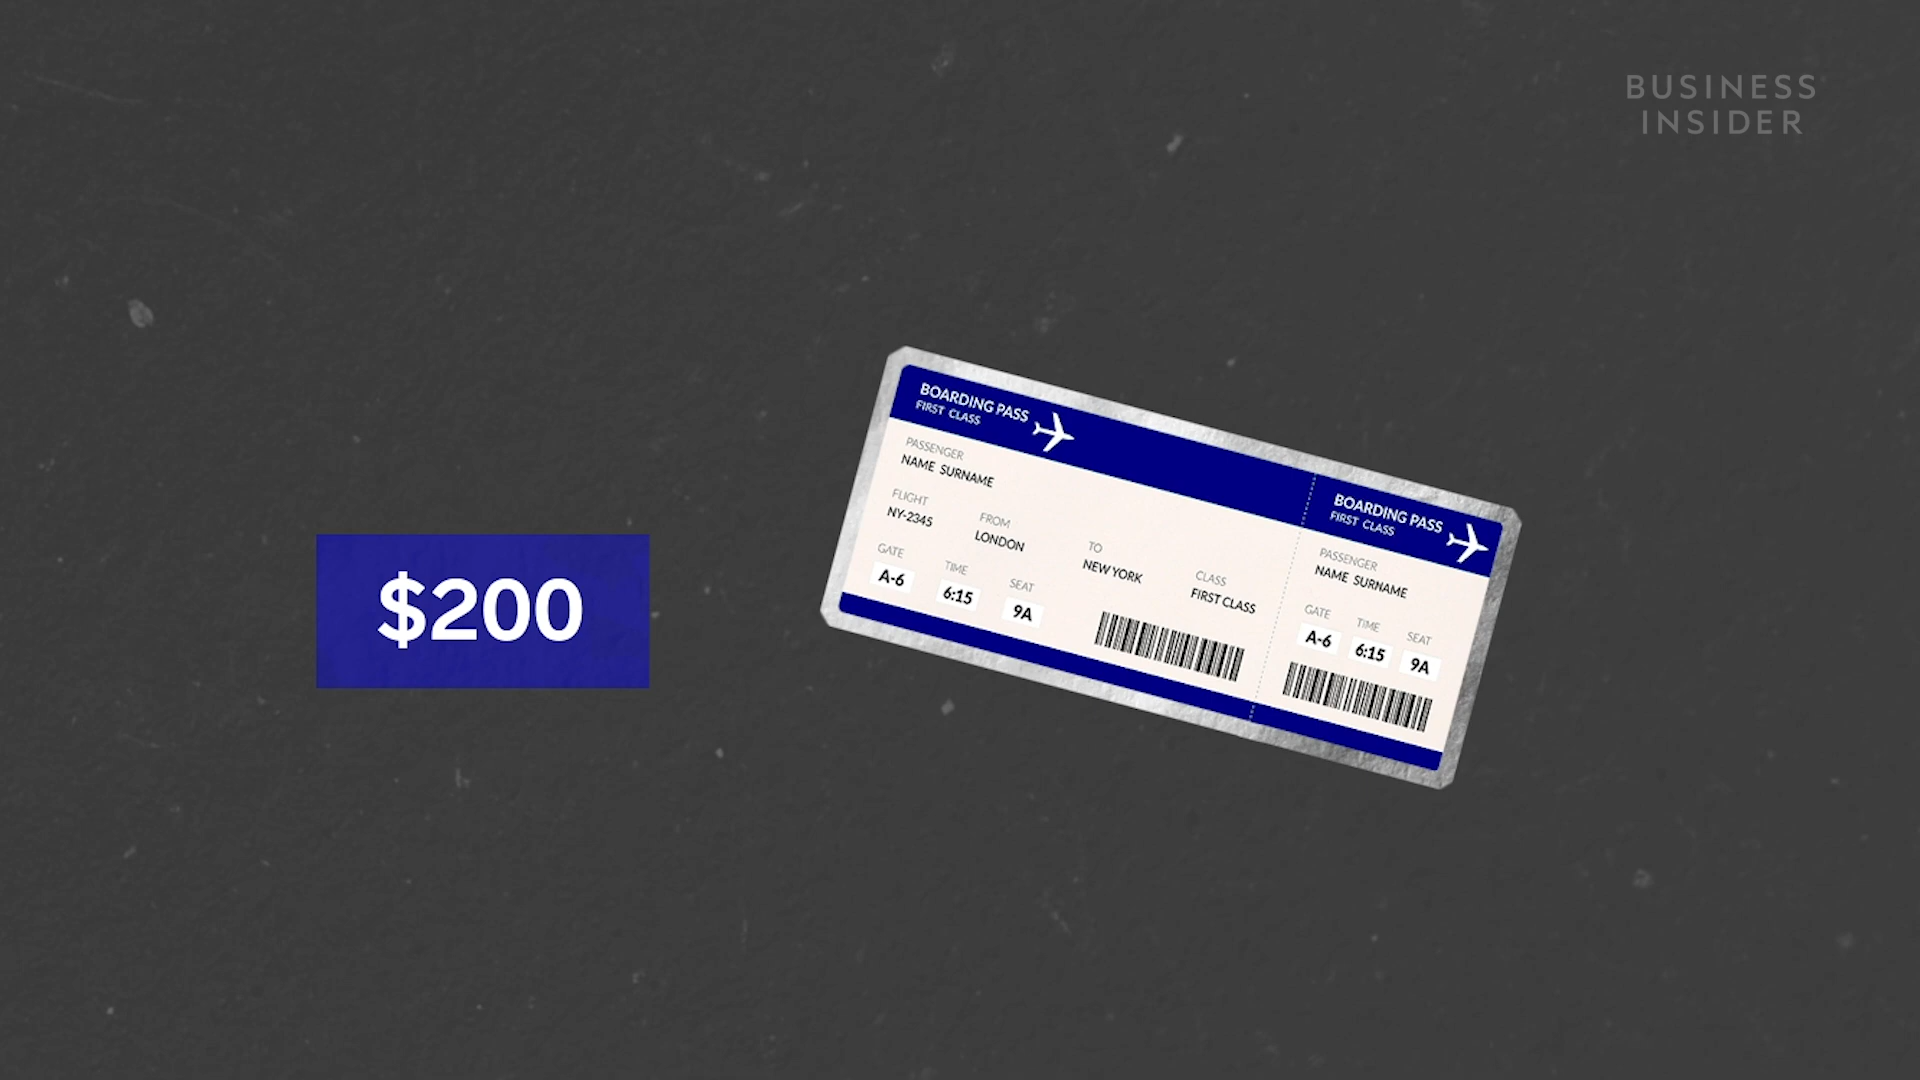 BUSINESS
INSIDER
$200
BOARDING PASS
FIRST CLASS
PASSENGER
NAME SURNAME
FLIGHT
NY-2345
FROM
LONDON
TO
NEW YORK
CLASS
FIRST CLASS
GATE
A-6
TIME
6:15
SEAT
9A
BOARDING PASS
FIRST CLASS
PASSENGER
NAME SURNAME
GATE
A-6
TIME
6:15
SEAT
9A